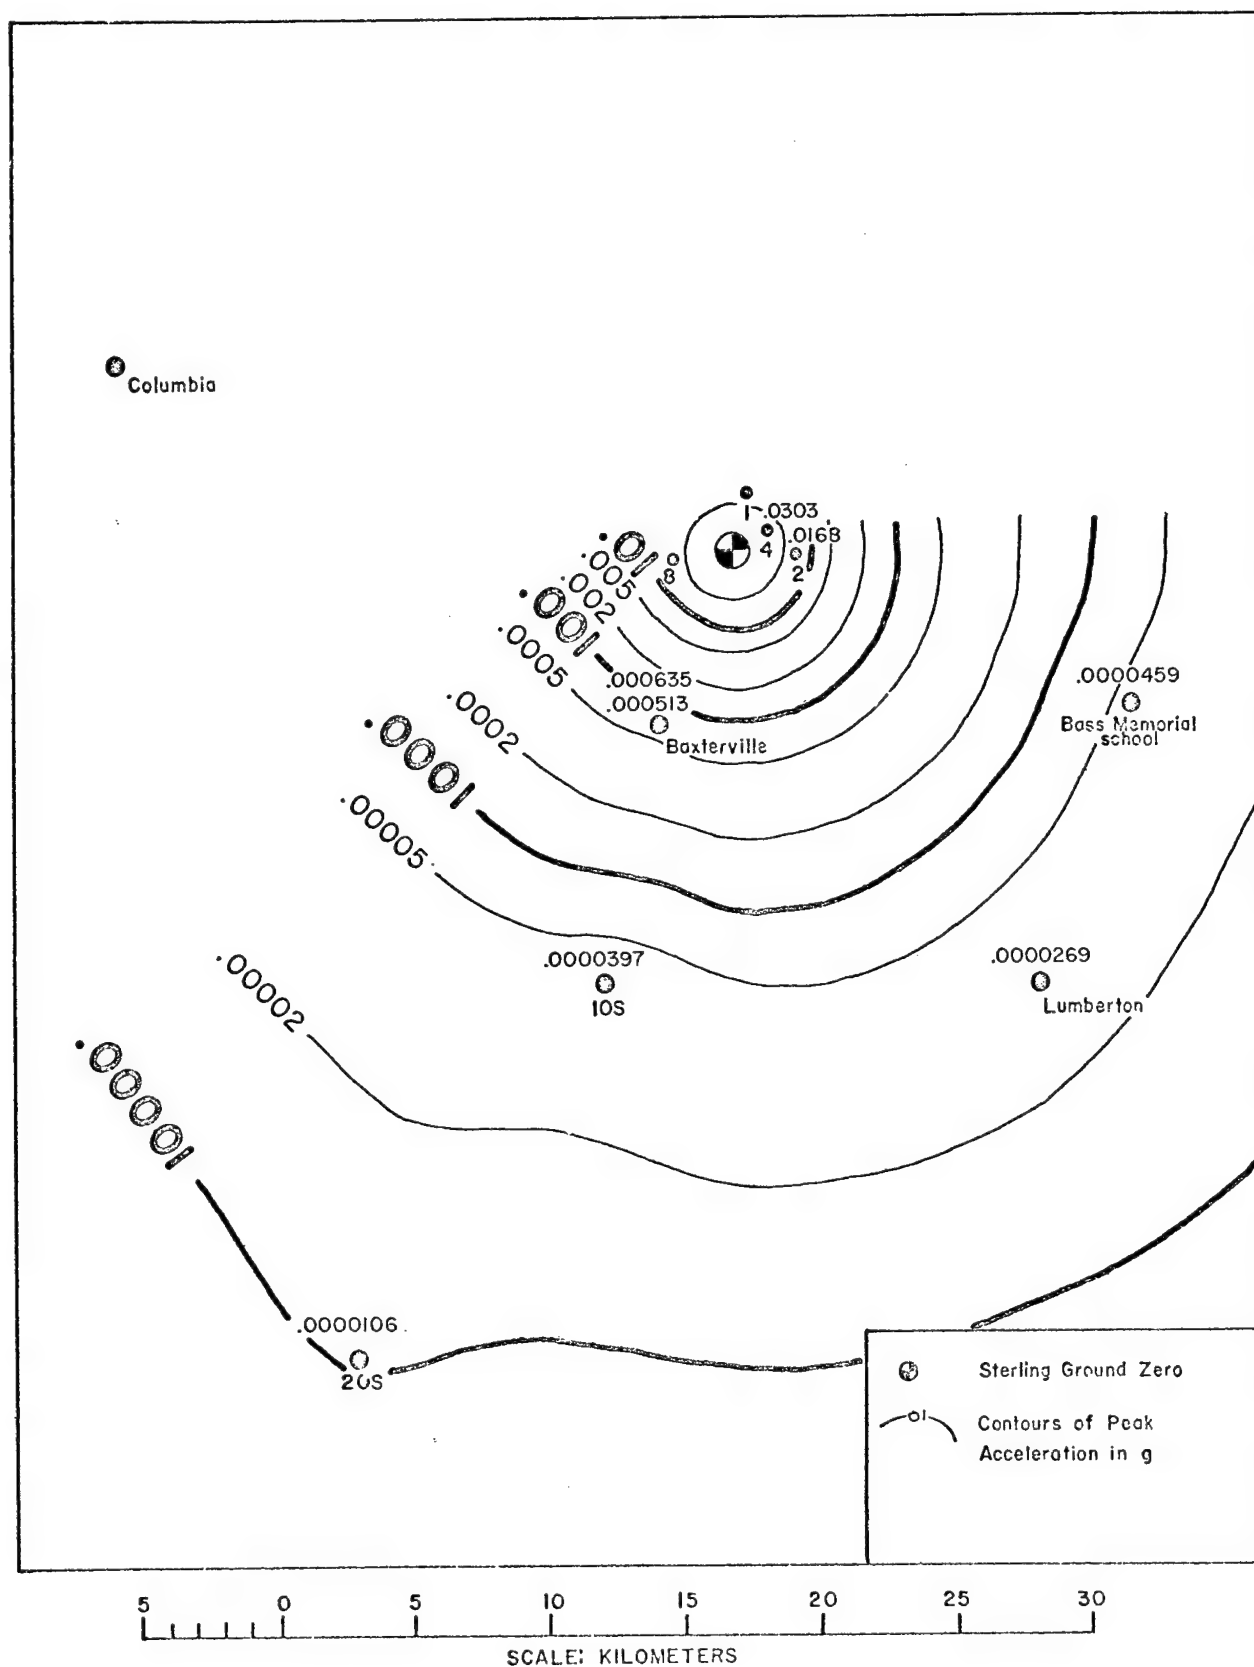 Columbia
1 .0303
4 .0168
8
2
.01
.005
.002
.001
.0005
.000635
.000513
Baxterville
.0000459
Bass Memorial
school
.0002
.0001
.00005
.0000397
10S
.0000269
Lumberton
.00002
.00001
.0000106
20S
Sterling Ground Zero
.01 Contours of Peak
Acceleration in g
5 0 5 10 15 20 25 30
SCALE: KILOMETERS